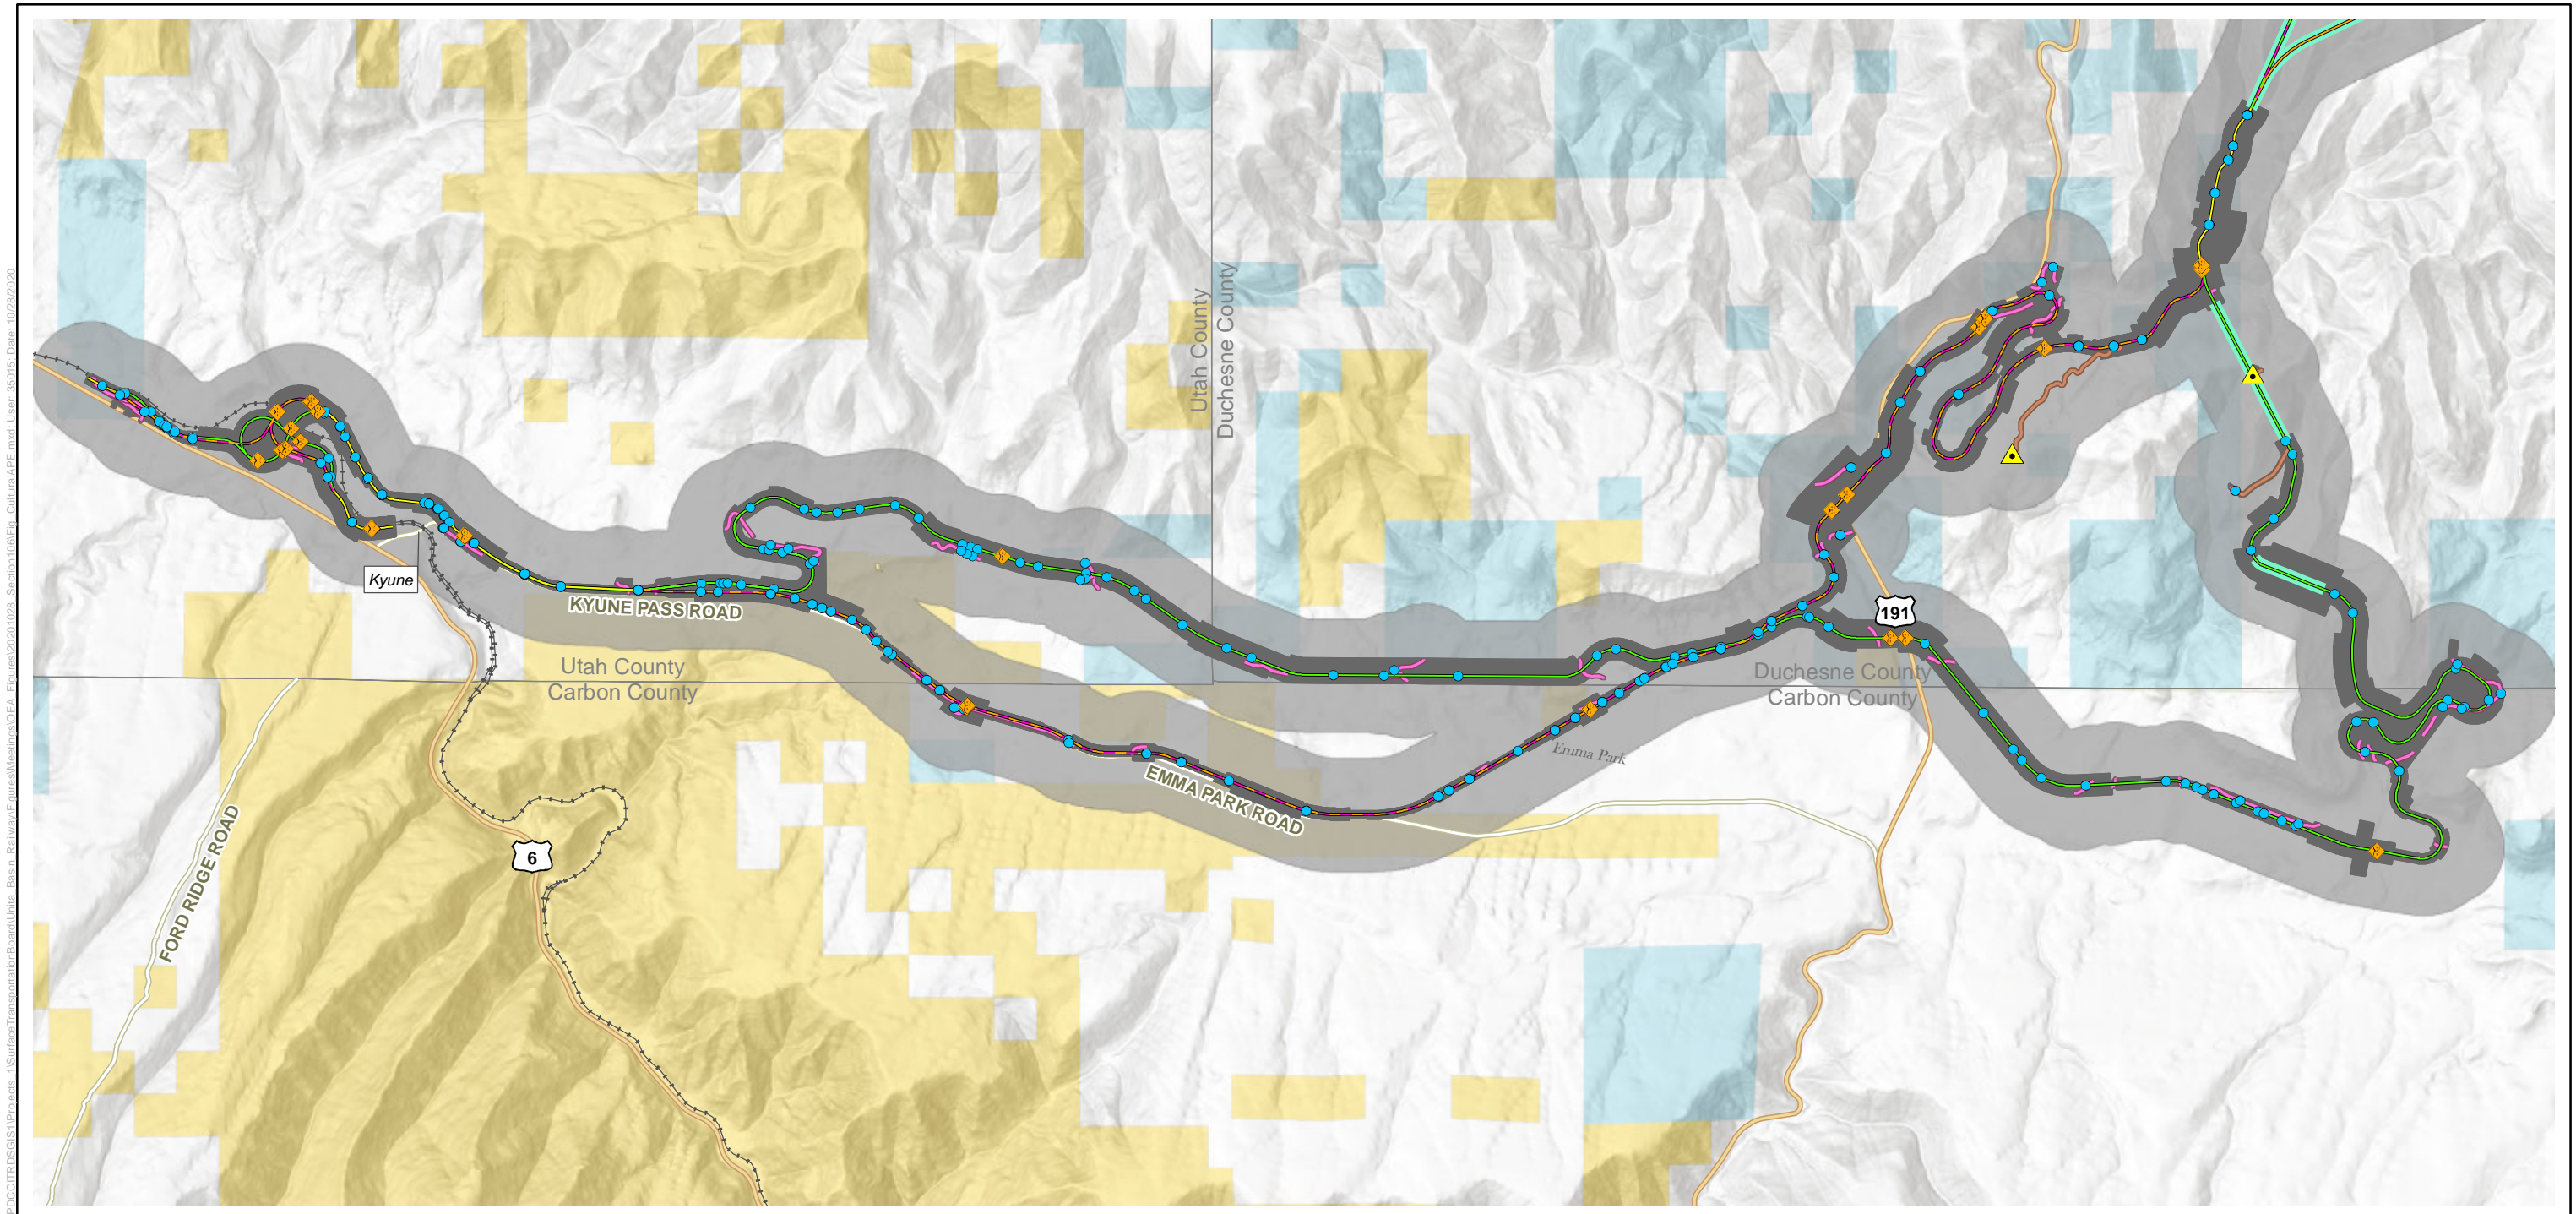 Utah County
Duchesne County
Kyune
KYUNE PASS ROAD
191
Utah County
Carbon County
Duchesne County
Carbon County
Emma Park
EMMA PARK ROAD
FORD RIDGE ROAD
6